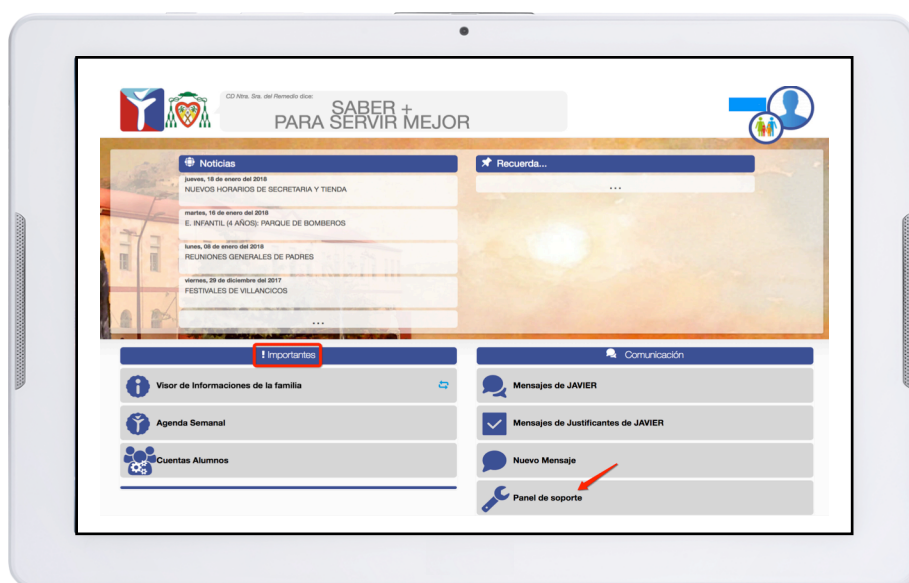 CD Ntra. Sra. del Remedio dice:
SABER +
PARA SERVIR MEJOR
Noticias
jueves, 18 de enero del 2018
NUEVOS HORARIOS DE SECRETARIA Y TIENDA
martes, 16 de enero del 2018
E. INFANTIL (4 AÑOS): PARQUE DE BOMBEROS
lunes, 08 de enero del 2018
REUNIONES GENERALES DE PADRES
viernes, 29 de diciembre del 2017
FESTIVALES DE VILLANCICOS
...
Recuerda...
...
! Importantes
Visor de Informaciones de la familia
Agenda Semanal
Cuentas Alumnos
Comunicación
Mensajes de JAVIER
Mensajes de Justificantes de JAVIER
Nuevo Mensaje
Panel de soporte